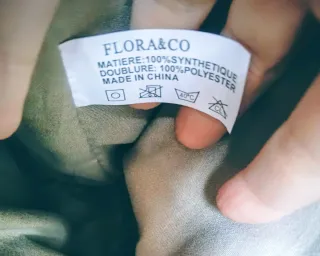 FLORA&CO
MATIERE:100%SYNTHETIQUE
DOUBLURE: 100%POLYESTER
MADE IN CHINA